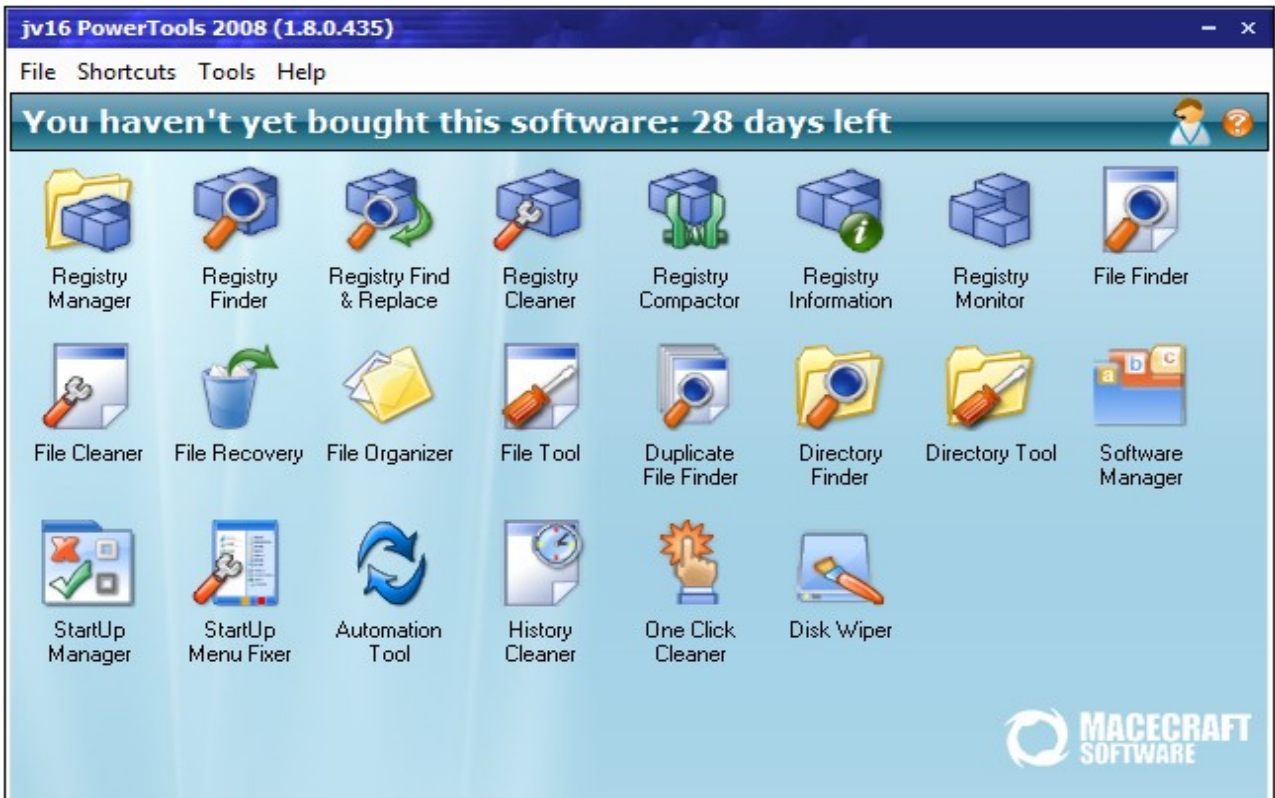 jv16 PowerTools 2008 (1.8.0.435)
File Shortcuts Tools Help
You haven't yet bought this software: 28 days left
Registry
Manager
Registry
Finder
Registry Find
& Replace
Registry
Cleaner
Registry
Compactor
Registry
Information
Registry
Monitor
File Finder
File Cleaner
File Recovery
File Organizer
File Tool
Duplicate
File Finder
Directory
Finder
Directory Tool
a b c
Software
Manager
StartUp
Manager
StartUp
Menu Fixer
Automation
Tool
History
Cleaner
One Click
Cleaner
Disk Wiper
MACECRAFT
SOFTWARE